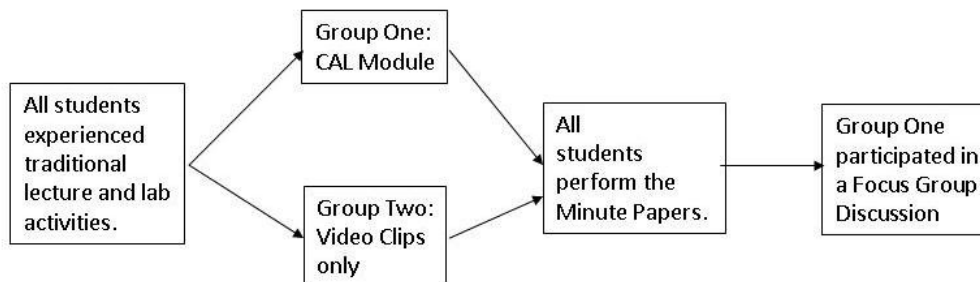 All students
experienced
traditional
lecture and lab
activities.
Group One:
CAL Module
Group Two:
Video Clips
only
All
students
perform the
Minute Papers.
Group One
participated in
a Focus Group
Discussion